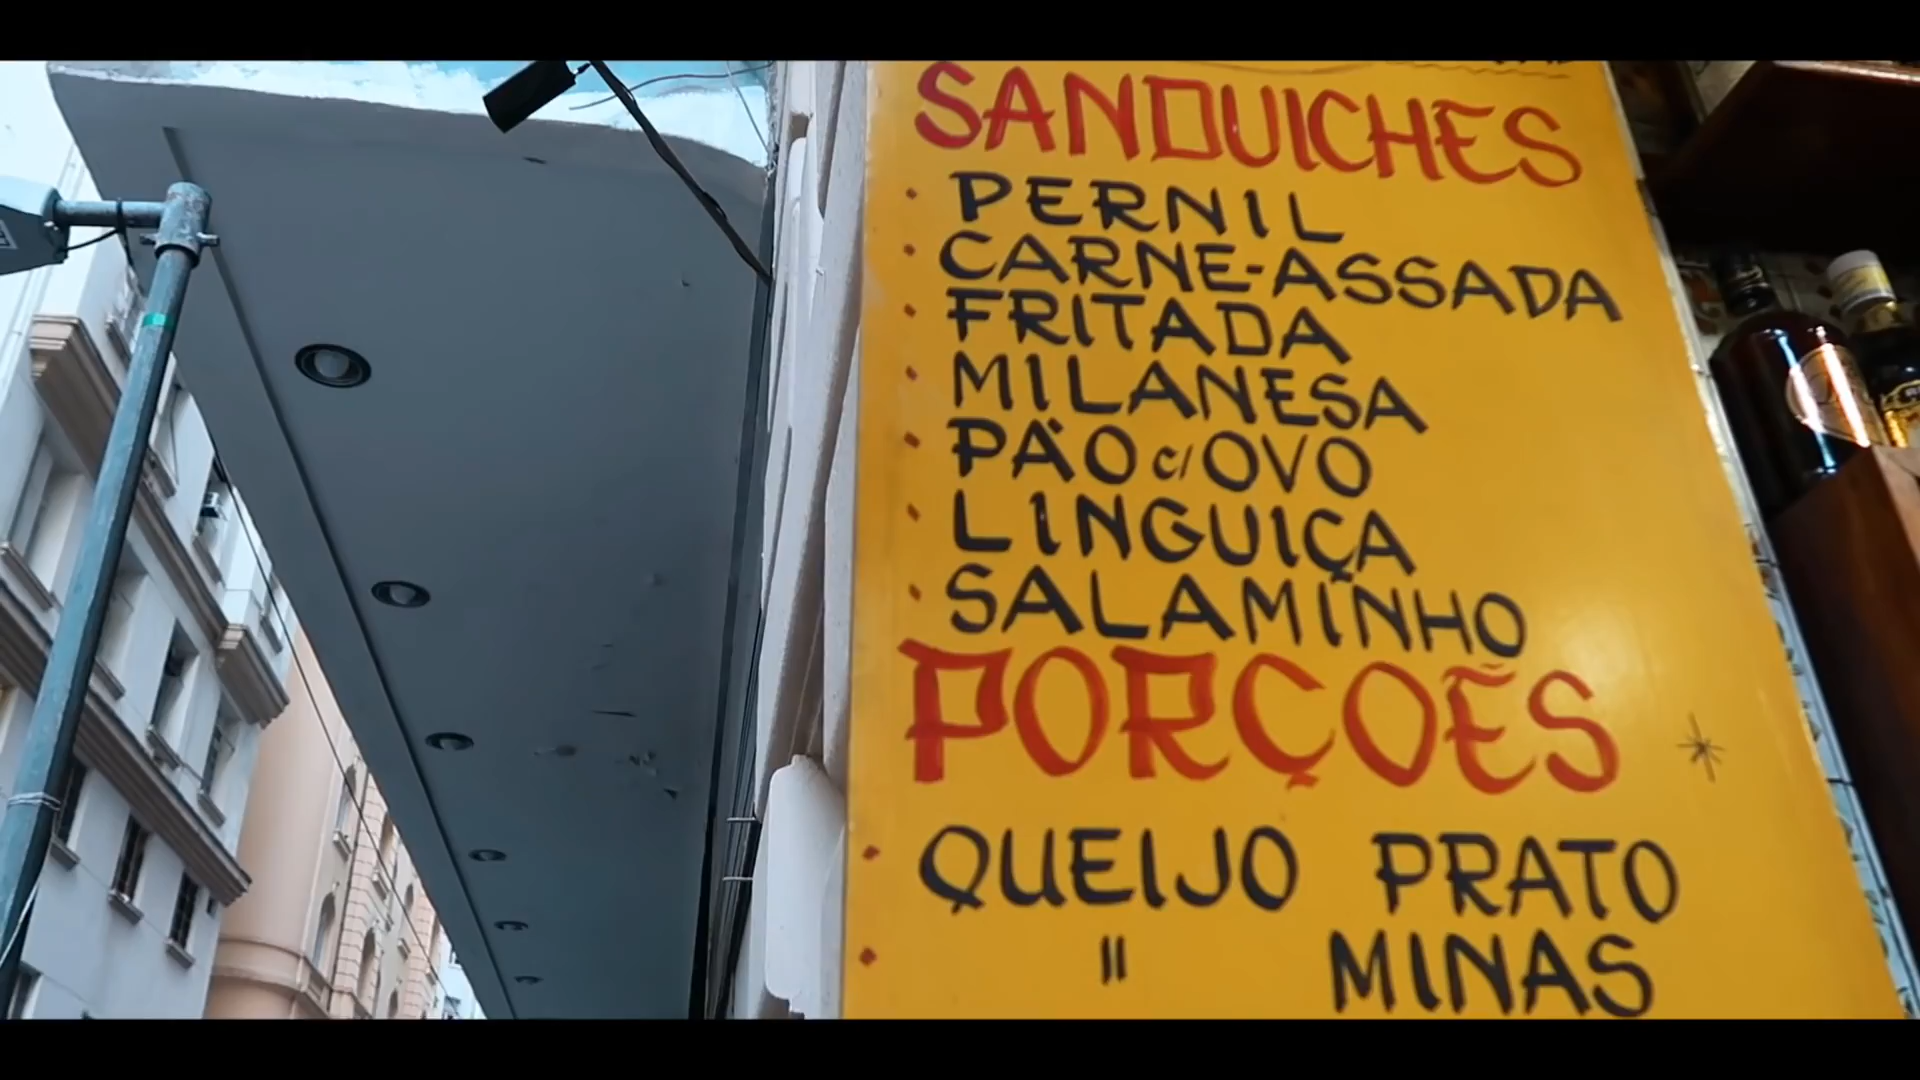 SANDUICHES
PERNIL
CARNE-ASSADA
FRITADA
MILANESA
PÃO c/ OVO
LINGUIÇA
SALAMINHO
PORÇÕES
QUEIJO PRATO
" MINAS